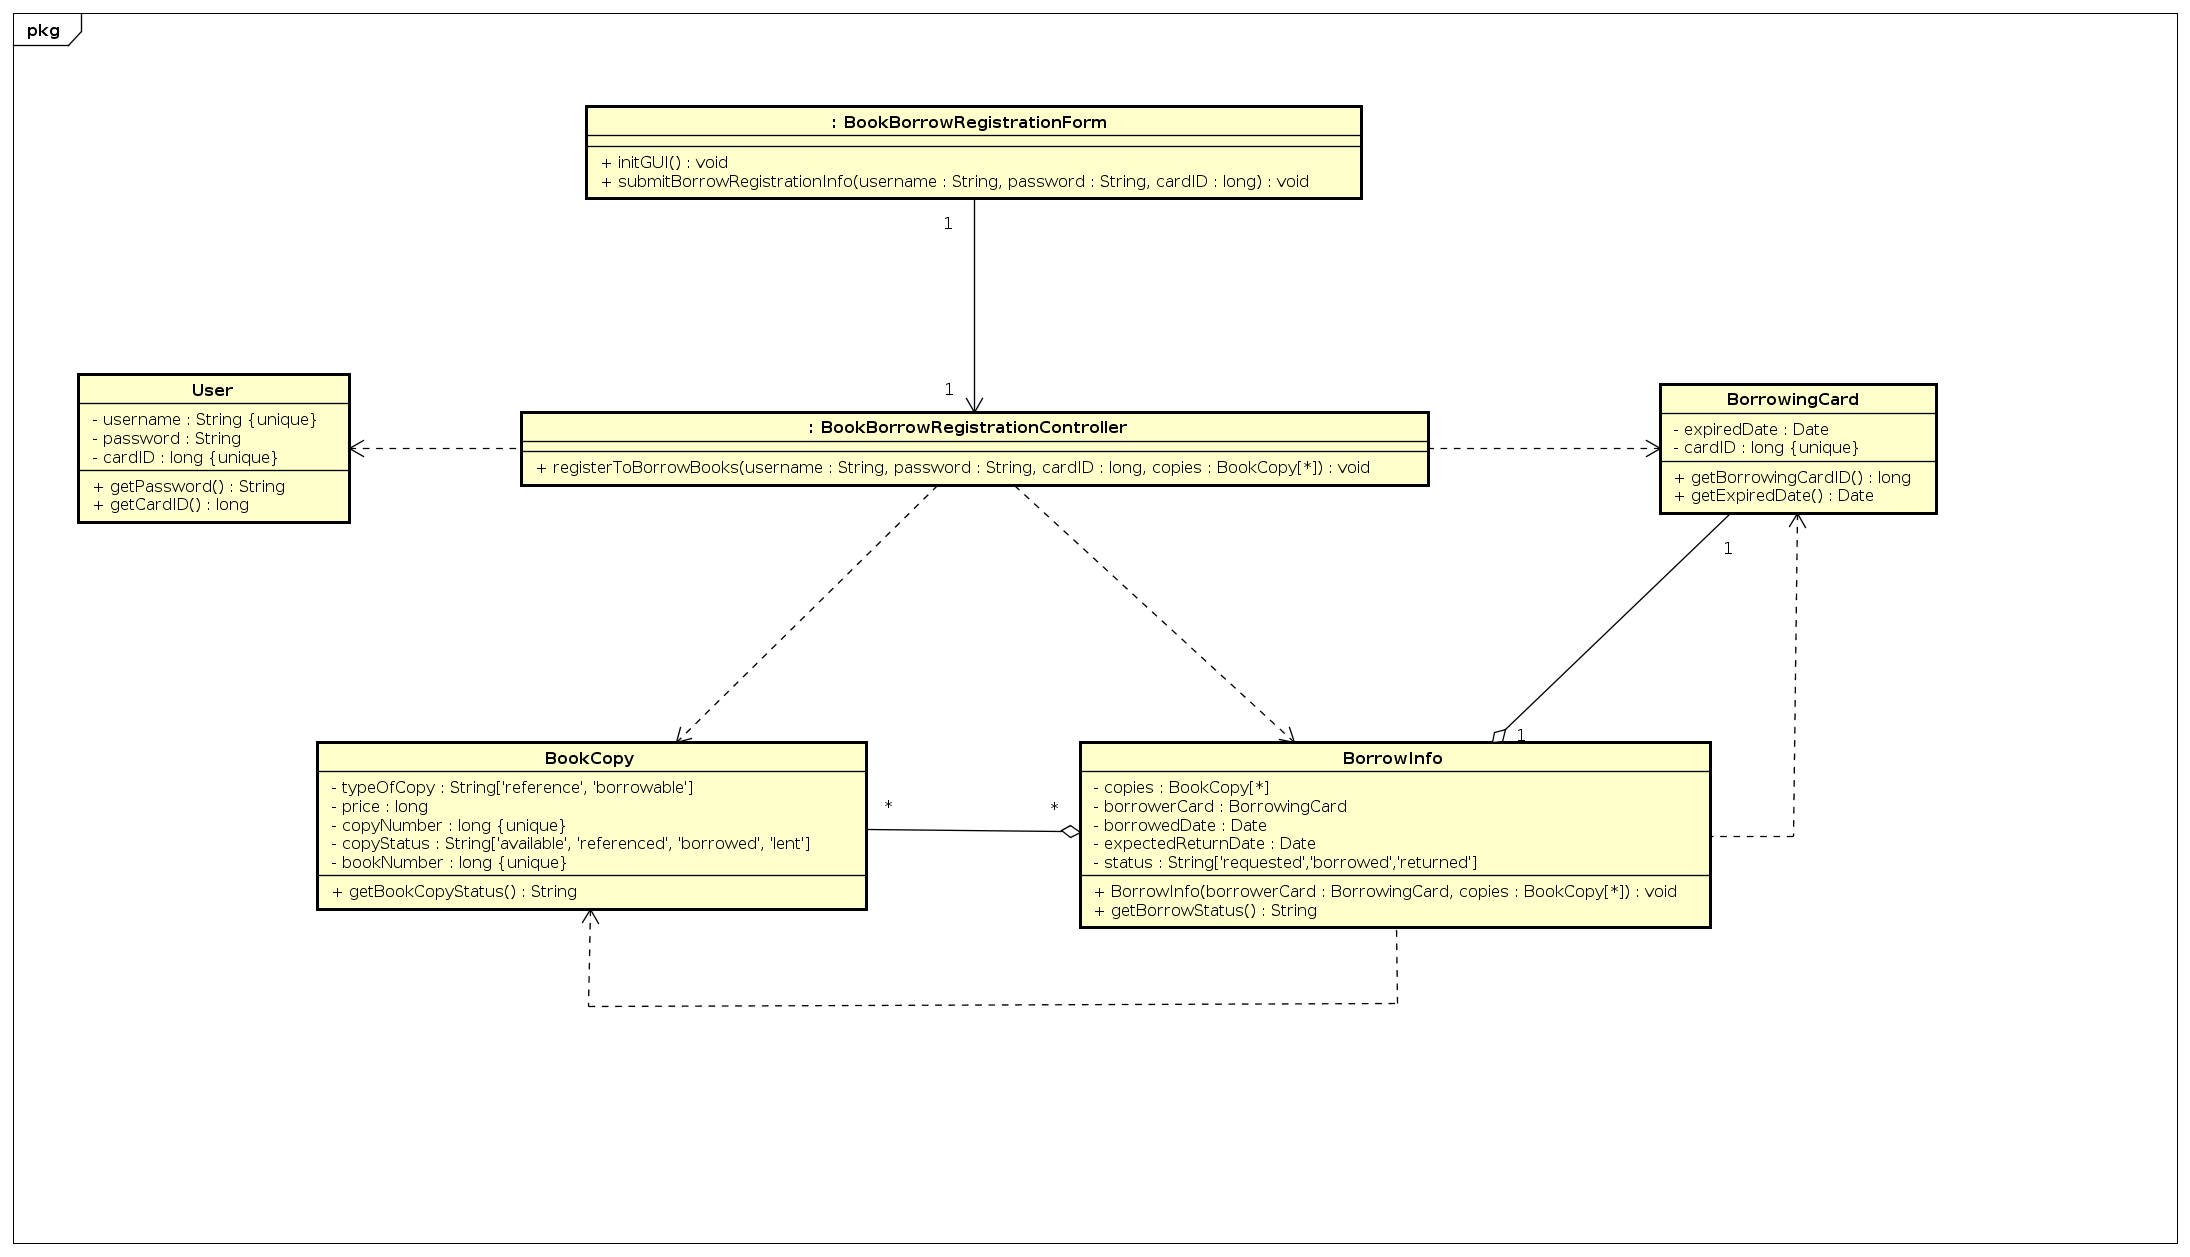 pkg
: BookBorrowRegistrationForm
+ initGUI() : void
+ submitBorrowRegistrationInfo(username : String, password : String, cardID : long) : void
1
1
User
- username : String {unique}
- password : String
- cardID : long {unique}
+ getPassword() : String
+ getCardID() : long
: BookBorrowRegistrationController
+ registerToBorrowBooks(username : String, password : String, cardID : long, copies : BookCopy[*]) : void
BorrowingCard
- expiredDate : Date
- cardID : long {unique}
+ getBorrowingCardID() : long
+ getExpiredDate() : Date
1
1
BookCopy
- typeOfCopy : String['reference', 'borrowable']
- price : long
- copyNumber : long {unique}
- copyStatus : String['available', 'referenced', 'borrowed', 'lent']
- bookNumber : long {unique}
+ getBookCopyStatus() : String
*
*
BorrowInfo
- copies : BookCopy[*]
- borrowerCard : BorrowingCard
- borrowedDate : Date
- expectedReturnDate : Date
- status : String['requested','borrowed','returned']
+ BorrowInfo(borrowerCard : BorrowingCard, copies : BookCopy[*]) : void
+ getBorrowStatus() : String